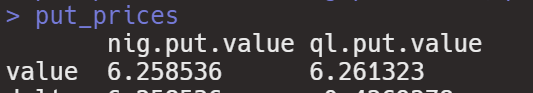 > put_prices
nig.put.value ql.put.value
value 6.258536 6.261323